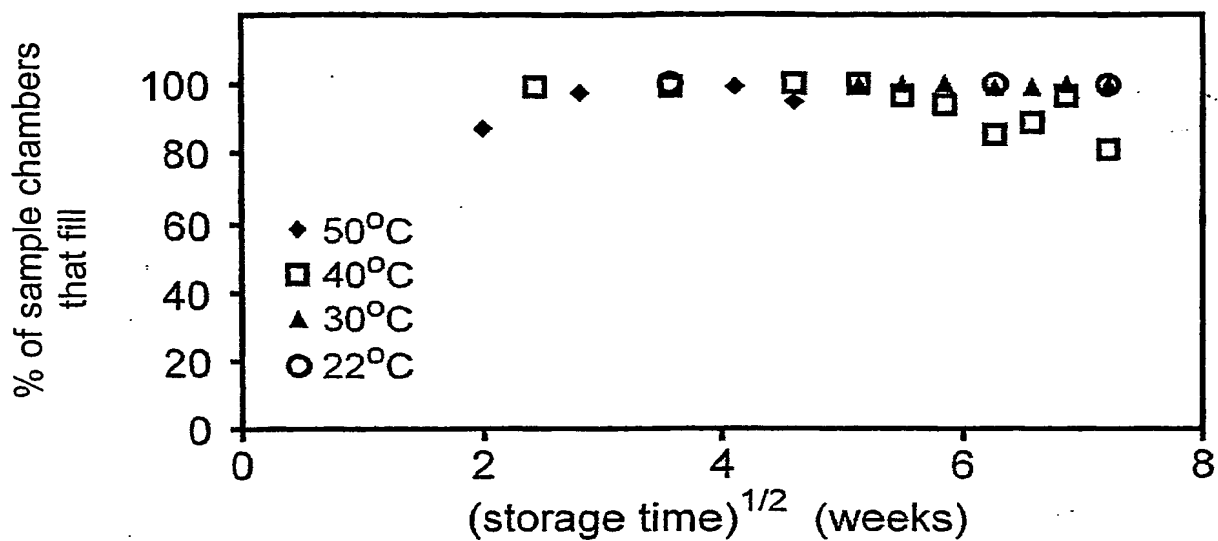 % of sample chambers
that fill
100
80
60
40
20
0
50°C
40°C
30°C
22°C
0 2 4 6 8
(storage time)^1/2 (weeks)